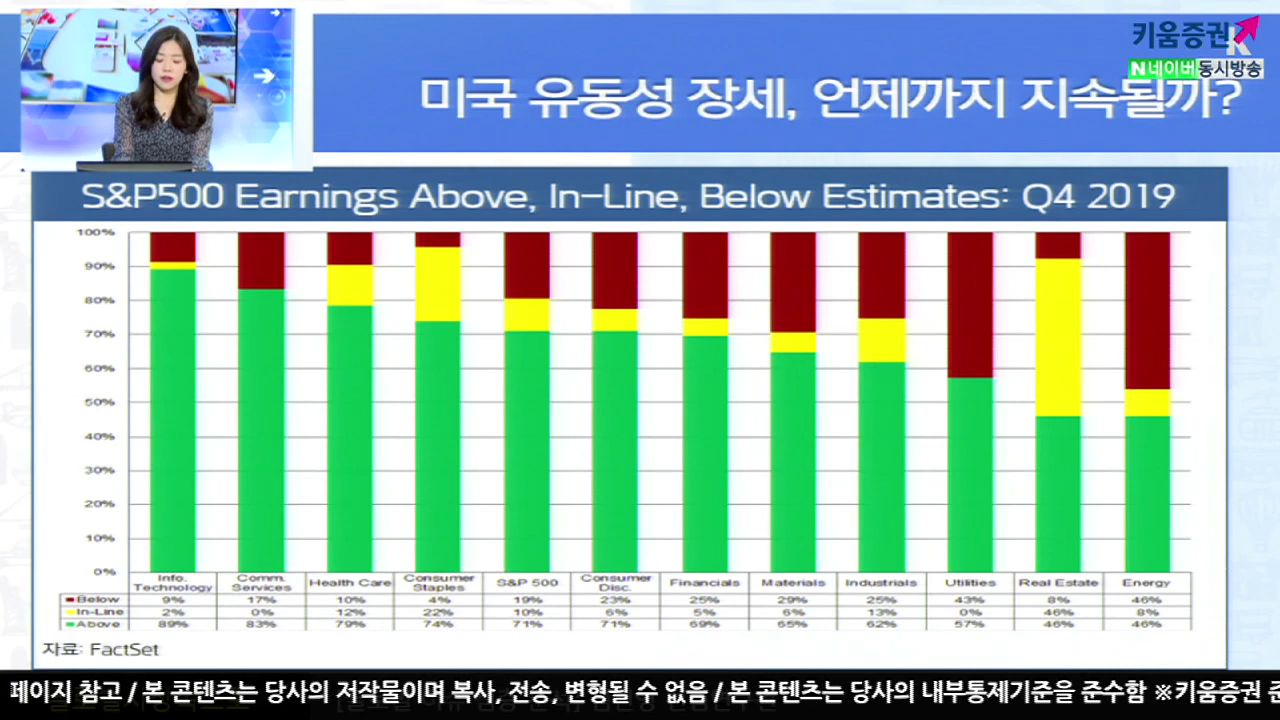 키움증권
N 네이버 동시방송
미국 유동성 장세, 언제까지 지속될까?
S&P500 Earnings Above, In-Line, Below Estimates: Q4 2019
100%
90%
80%
70%
60%
50%
40%
30%
20%
10%
0%
Info. Technology Comm. Services Health Care Consumer Staples S&P 500 Consumer Disc. Financials Materials Industrials Utilities Real Estate Energy
Below 9% 17% 10% 4% 19% 23% 25% 29% 25% 43% 8% 46%
In-Line 2% 0% 12% 22% 10% 6% 5% 6% 13% 0% 46% 8%
Above 89% 83% 79% 74% 71% 71% 69% 65% 62% 57% 46% 46%
자료: FactSet
페이지 참고 / 본 콘텐츠는 당사의 저작물이며 복사, 전송, 변형될 수 없음 / 본 콘텐츠는 당사의 내부통제기준을 준수함 ※키움증권 준